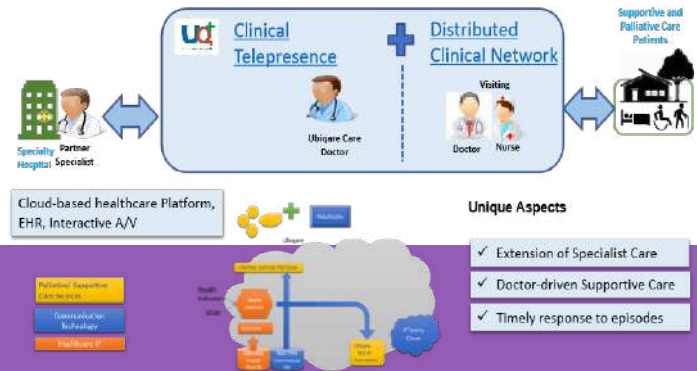 Clinical
Telepresence
Distributed
Clinical Network
Supportive and
Palliative Care
Patients
Visiting
Ubiqare Care
Doctor
Doctor
Nurse
Specialty
Hospital
Partner
Specialist
Cloud-based healthcare Platform,
EHR, Interactive A/V
Ubiqare
Unique Aspects
✓ Extension of Specialist Care
✓ Doctor-driven Supportive Care
✓ Timely response to episodes
Palliative/ Supportive
Care Services
Communication
Technology
Healthcare IT
Health